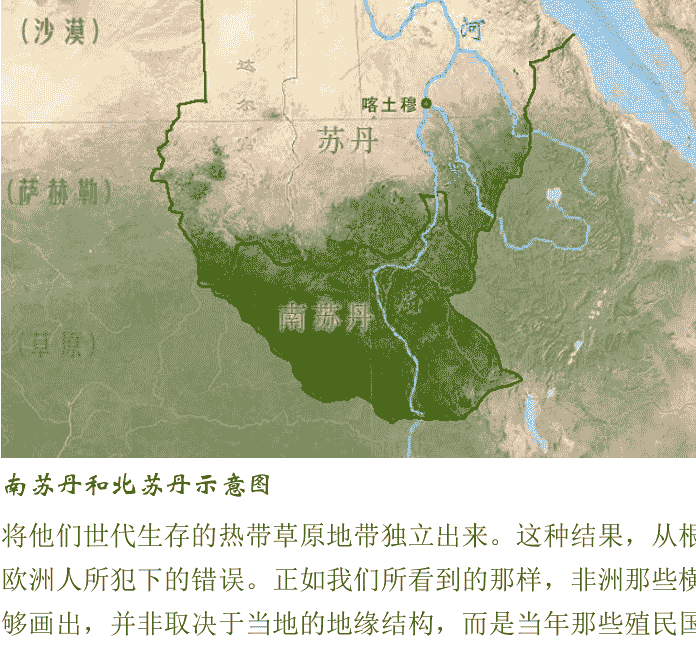 (沙漠)
河
达尔
喀土穆
苏丹
(萨赫勒)
南苏丹
(草原)
南苏丹和北苏丹示意图
将他们世代生存的热带草原地带独立出来。这种结果，从根
欧洲人所犯下的错误。正如我们所看到的那样，非洲那些横
够画出，并非取决于当地的地缘结构，而是当年那些殖民国